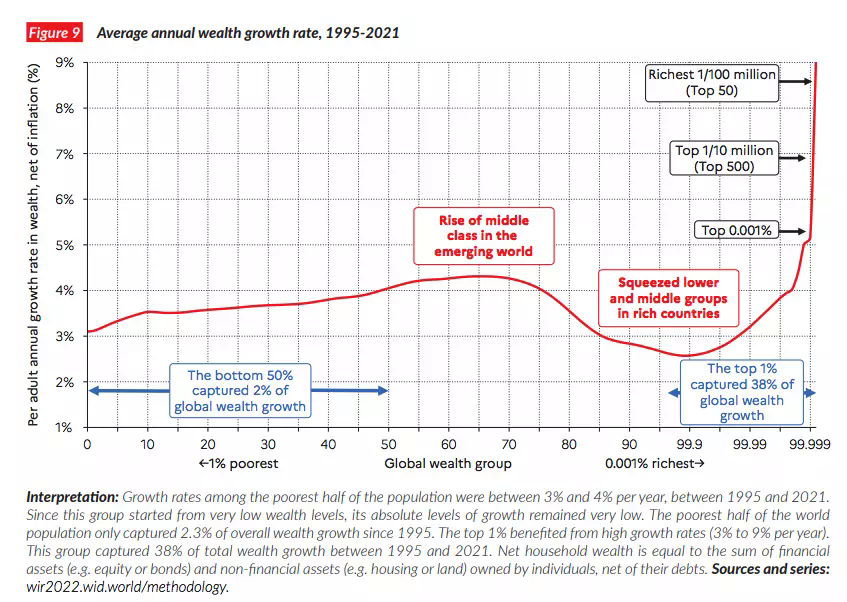 Figure 9 Average annual wealth growth rate, 1995-2021
Per adult annual growth rate in wealth, net of inflation (%)
9%
8%
7%
6%
5%
4%
3%
2%
1%
Richest 1/100 million
(Top 50)
Top 1/10 million
(Top 500)
Top 0.001%
Rise of middle
class in the
emerging world
Squeezed lower
and middle groups
in rich countries
The bottom 50%
captured 2% of
global wealth growth
The top 1%
captured 38% of
global wealth
growth
0 10 20 30 40 50 60 70 80 90 99.9 99.99 99.999
←1% poorest Global wealth group 0.001% richest→
Interpretation: Growth rates among the poorest half of the population were between 3% and 4% per year, between 1995 and 2021.
Since this group started from very low wealth levels, its absolute levels of growth remained very low. The poorest half of the world
population only captured 2.3% of overall wealth growth since 1995. The top 1% benefited from high growth rates (3% to 9% per year).
This group captured 38% of total wealth growth between 1995 and 2021. Net household wealth is equal to the sum of financial
assets (e.g. equity or bonds) and non-financial assets (e.g. housing or land) owned by individuals, net of their debts. Sources and series:
wir2022.wid.world/methodology.